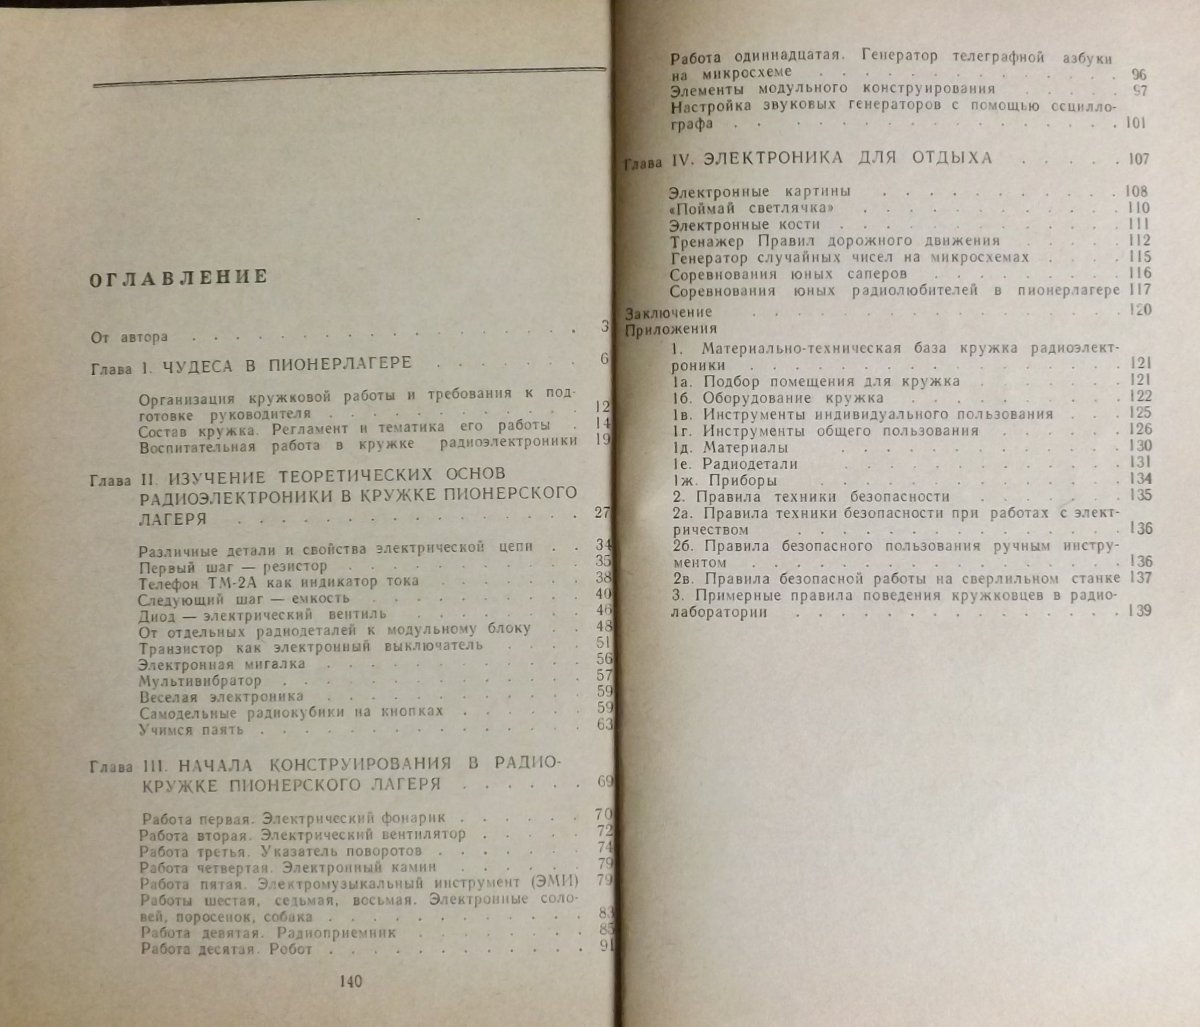 ОГЛАВЛЕНИЕ
От автора . . . . . . . . . . . . . . . 3
Глава I. ЧУДЕСА В ПИОНЕРЛАГЕРЕ . . . . . . 6
Организация кружковой работы и требования к под-
готовке руководителя . . . . . . . . . . 12
Состав кружка. Регламент и тематика его работы . 14
Воспитательная работа в кружке радиоэлектроники 19
Глава II. ИЗУЧЕНИЕ ТЕОРЕТИЧЕСКИХ ОСНОВ
РАДИОЭЛЕКТРОНИКИ В КРУЖКЕ ПИОНЕРСКОГО
ЛАГЕРЯ . . . . . . . . . . . . . 27
Различные детали и свойства электрической цепи . . 34
Первый шаг — резистор . . . . . . . . . 35
Телефон ТМ-2А как индикатор тока . . . . . . 38
Следующий шаг — емкость . . . . . . . . 40
Диод — электрический вентиль . . . . . . . 46
От отдельных радиодеталей к модульному блоку . . 48
Транзистор как электронный выключатель . . . . 51
Электронная мигалка . . . . . . . . . . 56
Мультивибратор . . . . . . . . . . . 57
Веселая электроника . . . . . . . . . . 59
Самодельные радиокубики на кнопках . . . . . 59
Учимся паять . . . . . . . . . . . . 63
Глава III. НАЧАЛА КОНСТРУИРОВАНИЯ В РАДИО-
КРУЖКЕ ПИОНЕРСКОГО ЛАГЕРЯ . . . . . . 69
Работа первая. Электрический фонарик . . . . . 70
Работа вторая. Электрический вентилятор . . . . 72
Работа третья. Указатель поворотов . . . . . . 74
Работа четвертая. Электронный камин . . . . . 79
Работа пятая. Электромузыкальный инструмент (ЭМИ) 79
Работы шестая, седьмая, восьмая. Электронные соло-
вей, поросенок, собака . . . . . . . . . . 83
Работа девятая. Радиоприемник . . . . . . . 85
Работа десятая. Робот . . . . . . . . . . 91
140
Работа одиннадцатая. Генератор телеграфной азбуки
на микросхеме . . . . . . . . . . . . 96
Элементы модульного конструирования . . . . . 97
Настройка звуковых генераторов с помощью осцилло-
графа . . . . . . . . . . . . . . . 101
Глава IV. ЭЛЕКТРОНИКА ДЛЯ ОТДЫХА . . . . . 107
Электронные картины . . . . . . . . . . 108
«Поймай светлячка» . . . . . . . . . . 110
Электронные кости . . . . . . . . . . . 111
Тренажер Правил дорожного движения . . . . . 112
Генератор случайных чисел на микросхемах . . . . 115
Соревнования юных саперов . . . . . . . . 116
Соревнования юных радиолюбителей в пионерлагере 117
Заключение . . . . . . . . . . . . . . 120
Приложения
1. Материально-техническая база кружка радиоэлект-
роники . . . . . . . . . . . . . . 121
1а. Подбор помещения для кружка . . . . . . 121
1б. Оборудование кружка . . . . . . . . . 122
1в. Инструменты индивидуального пользования . . . 125
1г. Инструменты общего пользования . . . . . . 126
1д. Материалы . . . . . . . . . . . . 130
1е. Радиодетали . . . . . . . . . . . 131
1ж. Приборы . . . . . . . . . . . . 134
2. Правила техники безопасности . . . . . . . 135
2а. Правила техники безопасности при работах с элект-
ричеством . . . . . . . . . . . . . 136
2б. Правила безопасного пользования ручным инстру-
ментом . . . . . . . . . . . . . . 136
2в. Правила безопасной работы на сверлильном станке 137
3. Примерные правила поведения кружковцев в радио-
лаборатории . . . . . . . . . . . . . 139